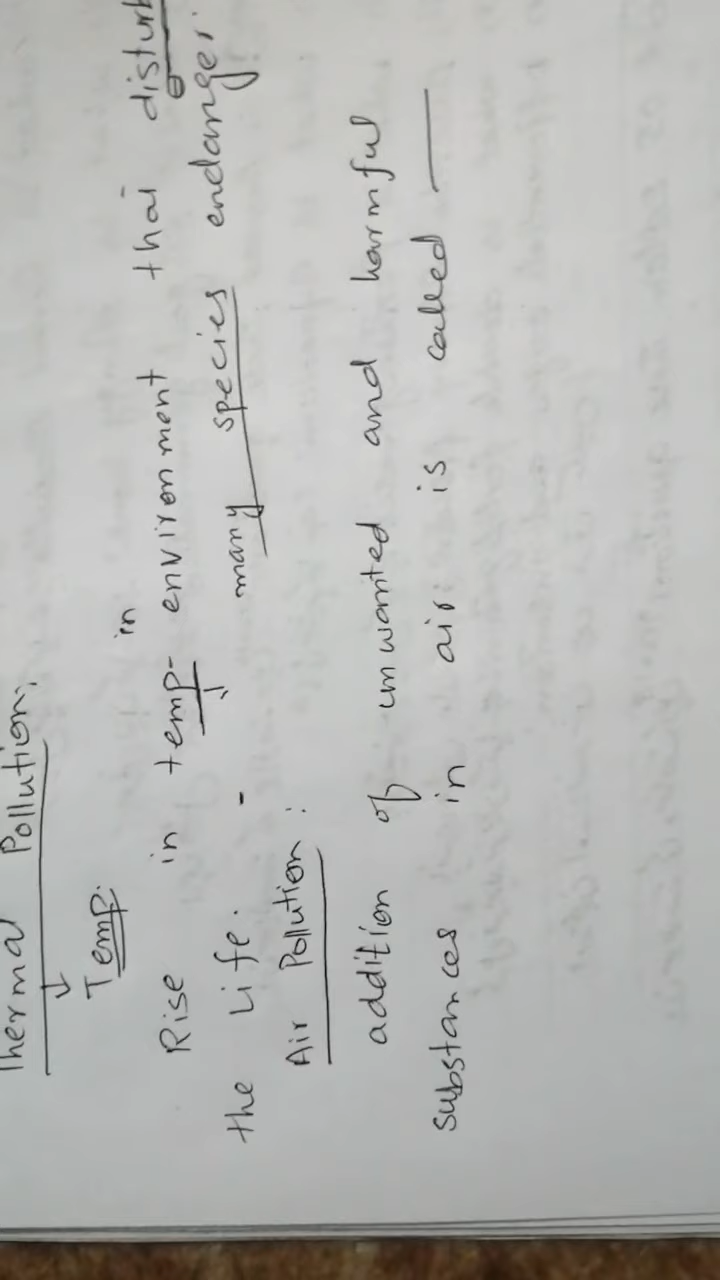 Thermal Pollution:
Temp.
Rise in temp- in environment that disturb
the Life. - many species endanger
Air Pollution:
addition of unwanted and harmful
substances in air is called —